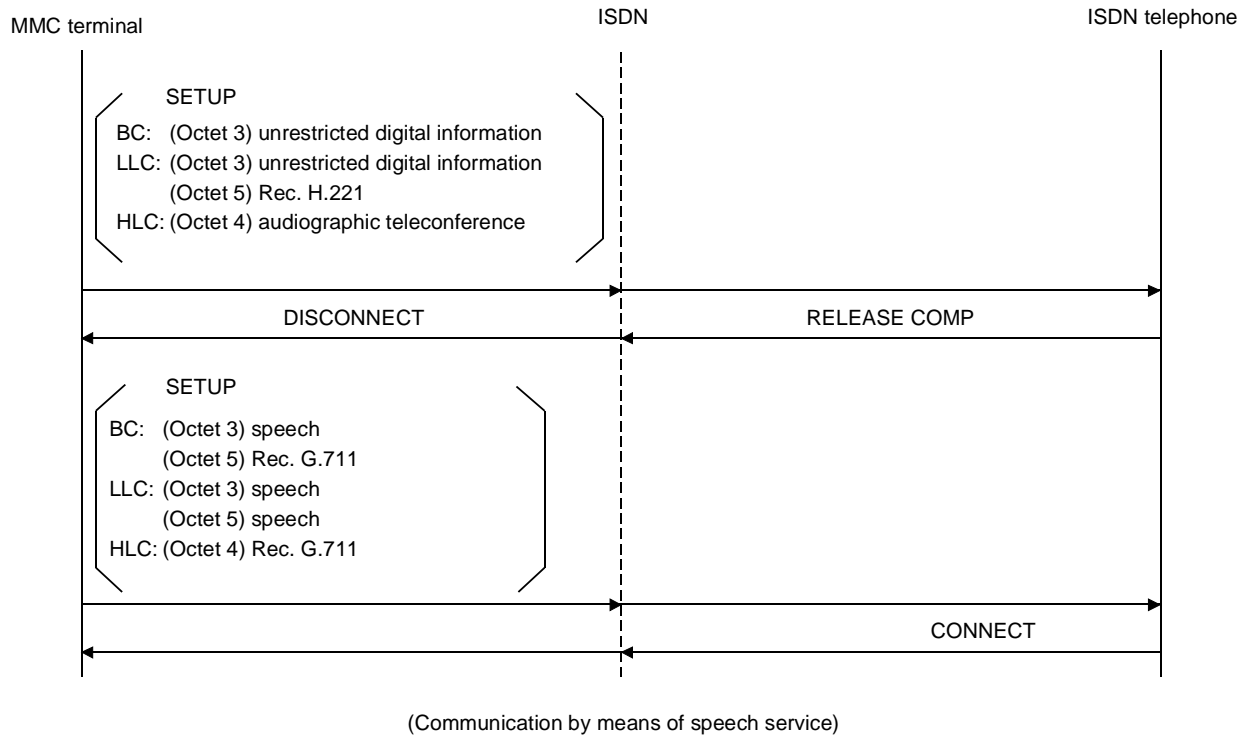 MMC terminal
ISDN
ISDN telephone
SETUP
BC: (Octet 3) unrestricted digital information
LLC: (Octet 3) unrestricted digital information
(Octet 5) Rec. H.221
HLC: (Octet 4) audiographic teleconference
DISCONNECT
RELEASE COMP
SETUP
BC: (Octet 3) speech
(Octet 5) Rec. G.711
LLC: (Octet 3) speech
(Octet 5) speech
HLC: (Octet 4) Rec. G.711
CONNECT
(Communication by means of speech service)